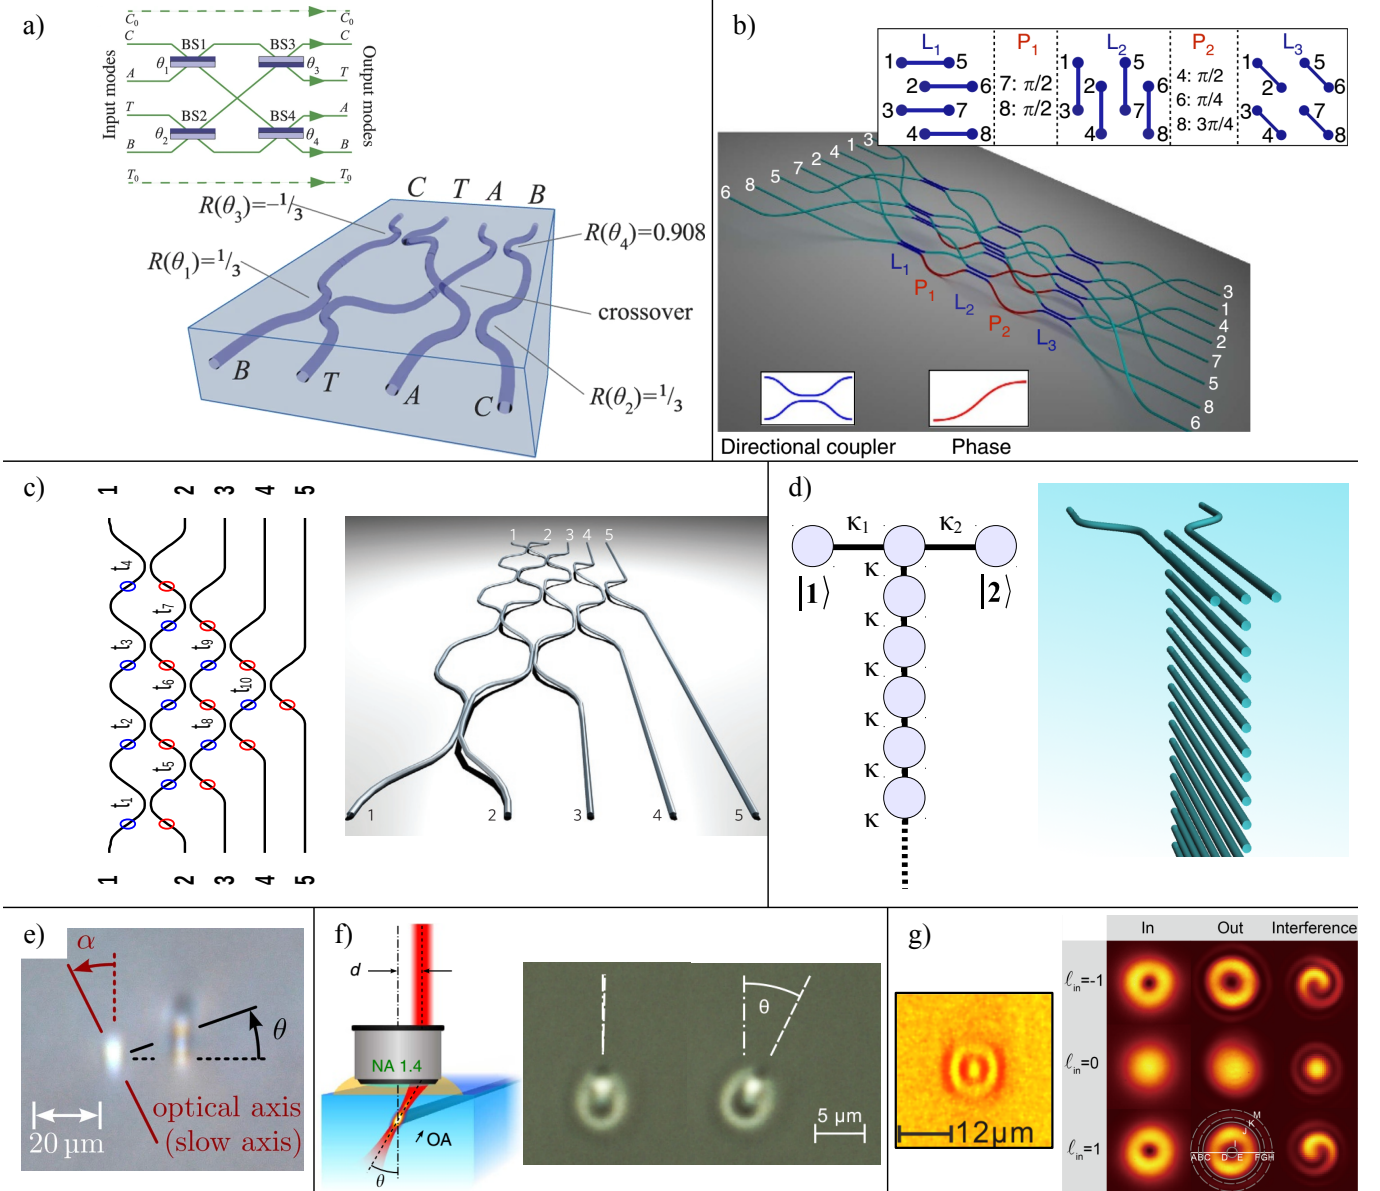 a)
C₀ C₀
C BS1 BS3 C
θ₁ θ₃
A T
T BS2 BS4 A
θ₂ θ₄
B B
T₀ T₀
Input modes
Output modes
C T A B
R(θ₃)=–1/3
R(θ₄)=0.908
R(θ₁)=1/3
crossover
B T A C
R(θ₂)=1/3
b)
L₁ P₁ L₂ P₂ L₃
1 5
2 6
3 7
4 8
7: π/2
8: π/2
1 5
2 6
3 7
4 8
4: π/2
6: π/4
8: 3π/4
1 5
2 6
3 7
4 8
6 8 5 7 2 4 1 3
L₁
P₁
L₂
P₂
L₃
3
1
4
2
7
5
8
6
Directional coupler
Phase
c)
1 2 3 4 5
t₄
t₇
t₃ t₉
t₆ t₁₀
t₂ t₈
t₅
t₁
1 2 3 4 5
1 2 3 4 5
1 2 3 4 5
d)
κ₁ κ₂
|1⟩ κ |2⟩
κ
κ
κ
κ
κ
e)
α
θ
optical axis
(slow axis)
20 µm
f)
d
NA 1.4
OA
θ
θ
5 µm
g)
12µm
In Out Interference
ℓin=-1
ℓin=0
ℓin=1
M
K
J
I
ABC D E FGH